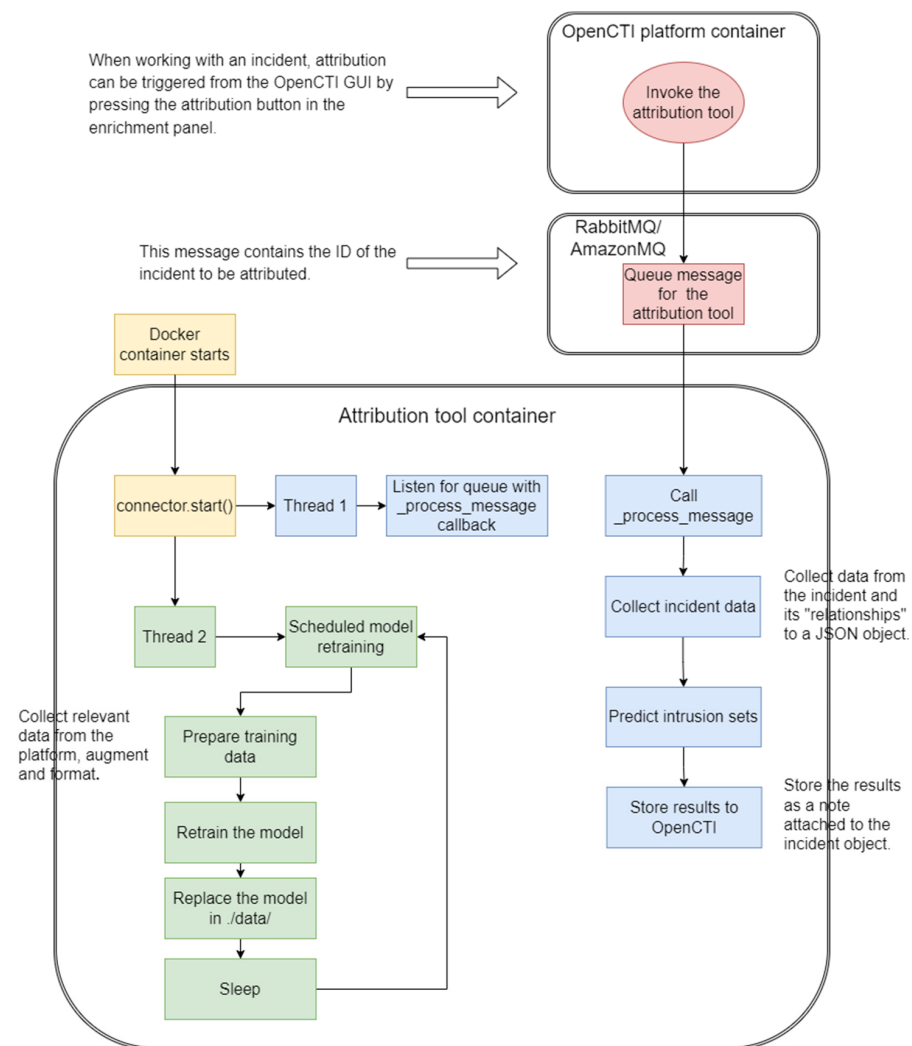 OpenCTI platform container
When working with an incident, attribution
can be triggered from the OpenCTI GUI by
pressing the attribution button in the
enrichment panel.
Invoke the
attribution tool
RabbitMQ/
AmazonMQ
This message contains the ID of the
incident to be attributed.
Queue message
for the
attribution tool
Docker
container starts
Attribution tool container
connector.start()
Thread 1
Listen for queue with
_process_message
callback
Call
_process_message
Collect incident data
Collect data from
the incident and
its "relationships"
to a JSON object.
Thread 2
Scheduled model
retraining
Collect relevant
data from the
platform, augment
and format.
Prepare training
data
Predict intrusion sets
Retrain the model
Store results to
OpenCTI
Store the results
as a note
attached to the
incident object.
Replace the model
in ./data/
Sleep